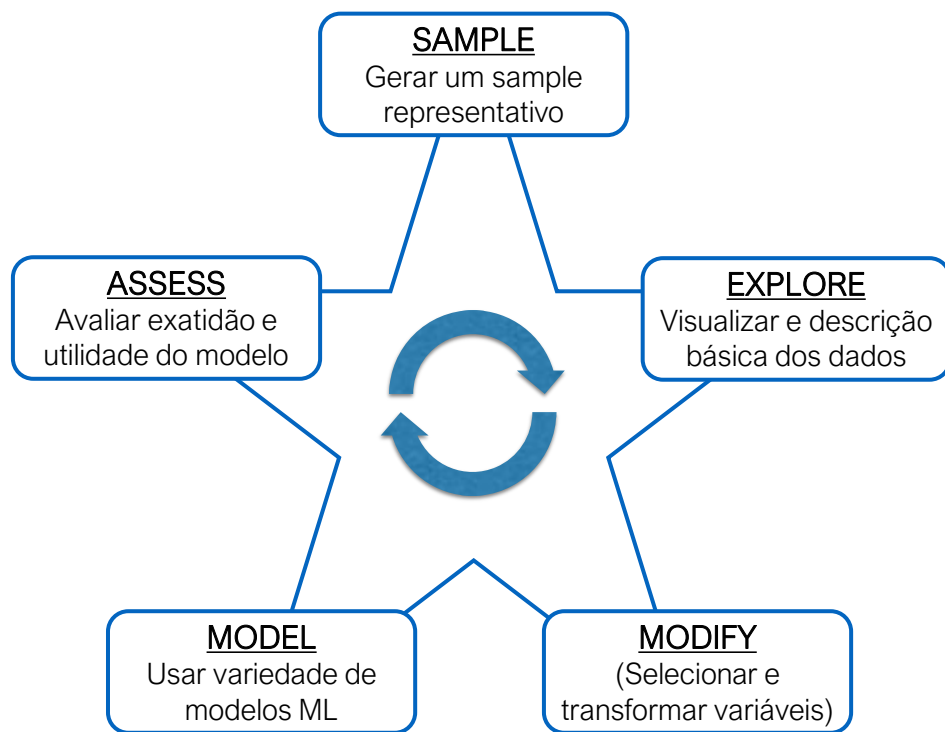 SAMPLE
Gerar um sample
representativo
ASSESS
Avaliar exatidão e
utilidade do modelo
EXPLORE
Visualizar e descrição
básica dos dados
MODEL
Usar variedade de
modelos ML
MODIFY
(Selecionar e
transformar variáveis)